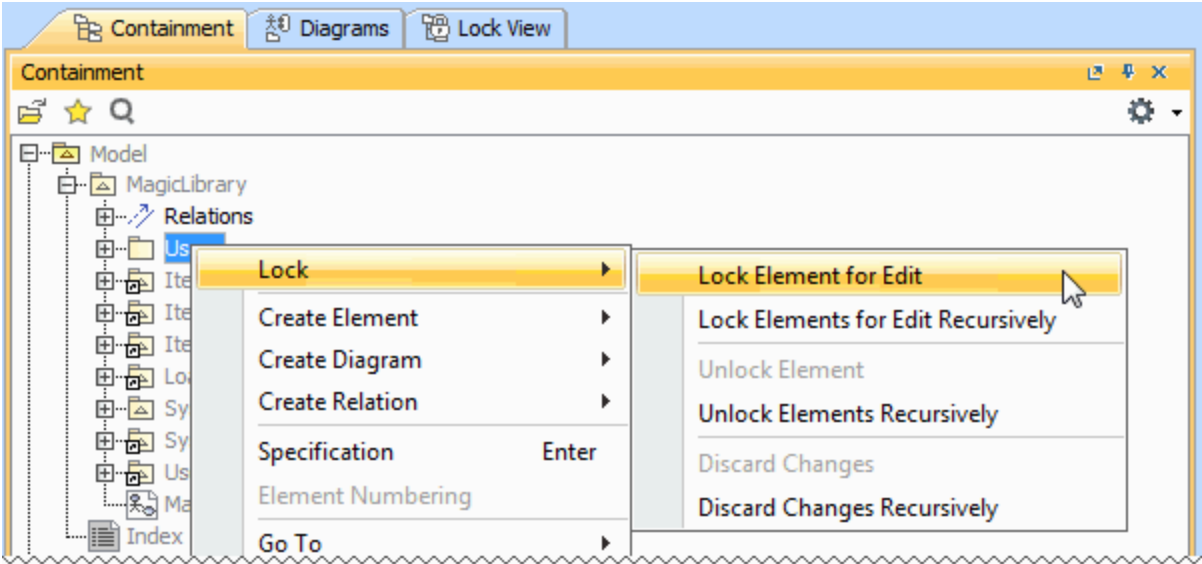 Containment Diagrams Lock View
Containment
Model
MagicLibrary
Relations
Lock
Lock Element for Edit
Create Element
Lock Elements for Edit Recursively
Create Diagram
Unlock Element
Create Relation
Unlock Elements Recursively
Specification Enter
Discard Changes
Element Numbering
Discard Changes Recursively
Index
Go To